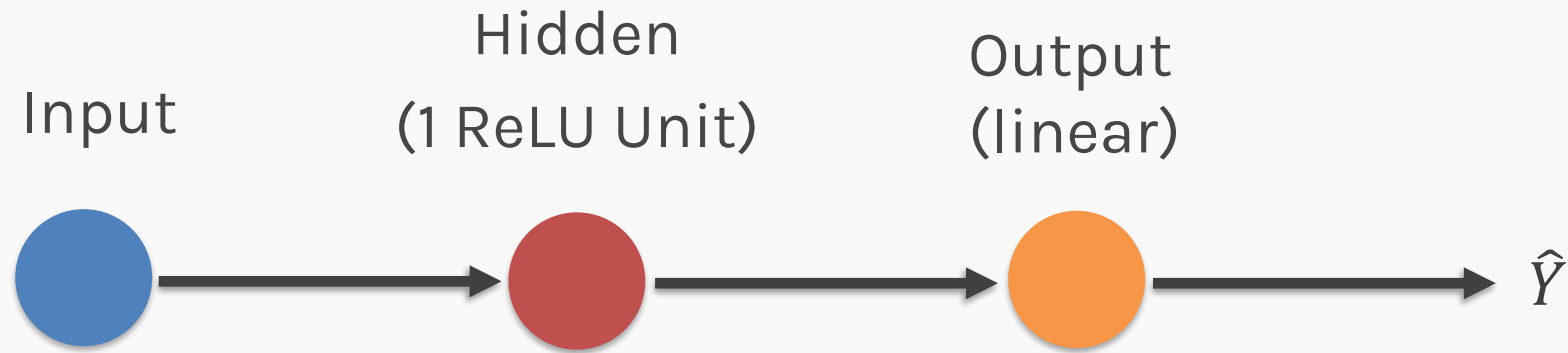 Input
Hidden
(1 ReLU Unit)
Output
(linear)
Ŷ